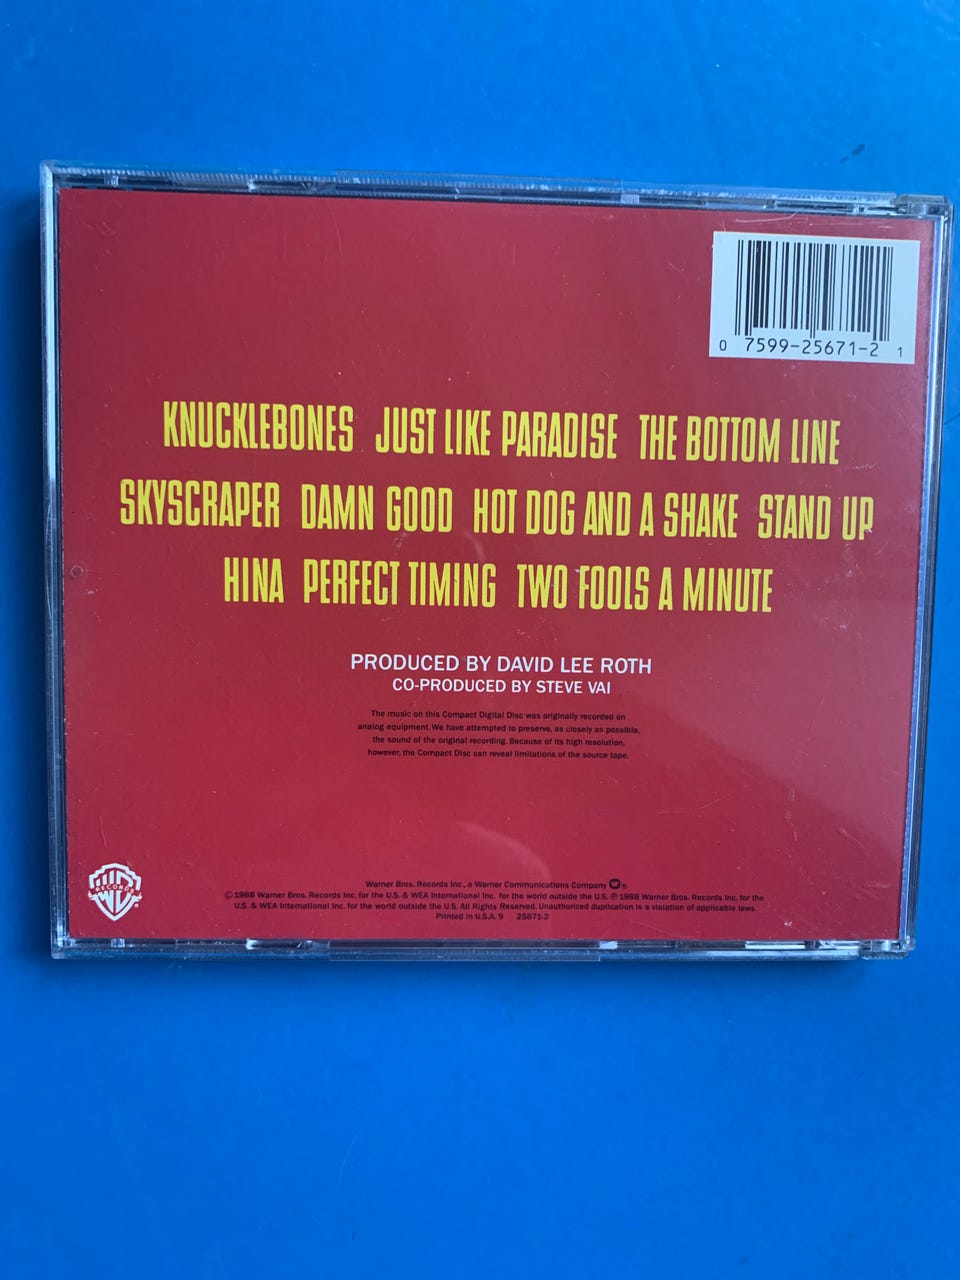 0 7599-25671-2 1
KNUCKLEBONES JUST LIKE PARADISE THE BOTTOM LINE
SKYSCRAPER DAMN GOOD HOT DOG AND A SHAKE STAND UP
HINA PERFECT TIMING TWO FOOLS A MINUTE
PRODUCED BY DAVID LEE ROTH
CO-PRODUCED BY STEVE VAI
The music on this Compact Digital Disc was originally recorded on
analog equipment. We have attempted to preserve, as closely as possible,
the sound of the original recording. Because of its high resolution,
however, the Compact Disc can reveal limitations of the source tape.
RECORDS
Warner Bros. Records Inc., a Warner Communications Company ®
© 1988 Warner Bros. Records Inc. for the U.S. & WEA International Inc. for the world outside the U.S. ℗ 1988 Warner Bros. Records Inc. for the
U.S. & WEA International Inc. for the world outside the U.S. All Rights Reserved. Unauthorized duplication is a violation of applicable laws.
Printed in U.S.A. 9 25671-2